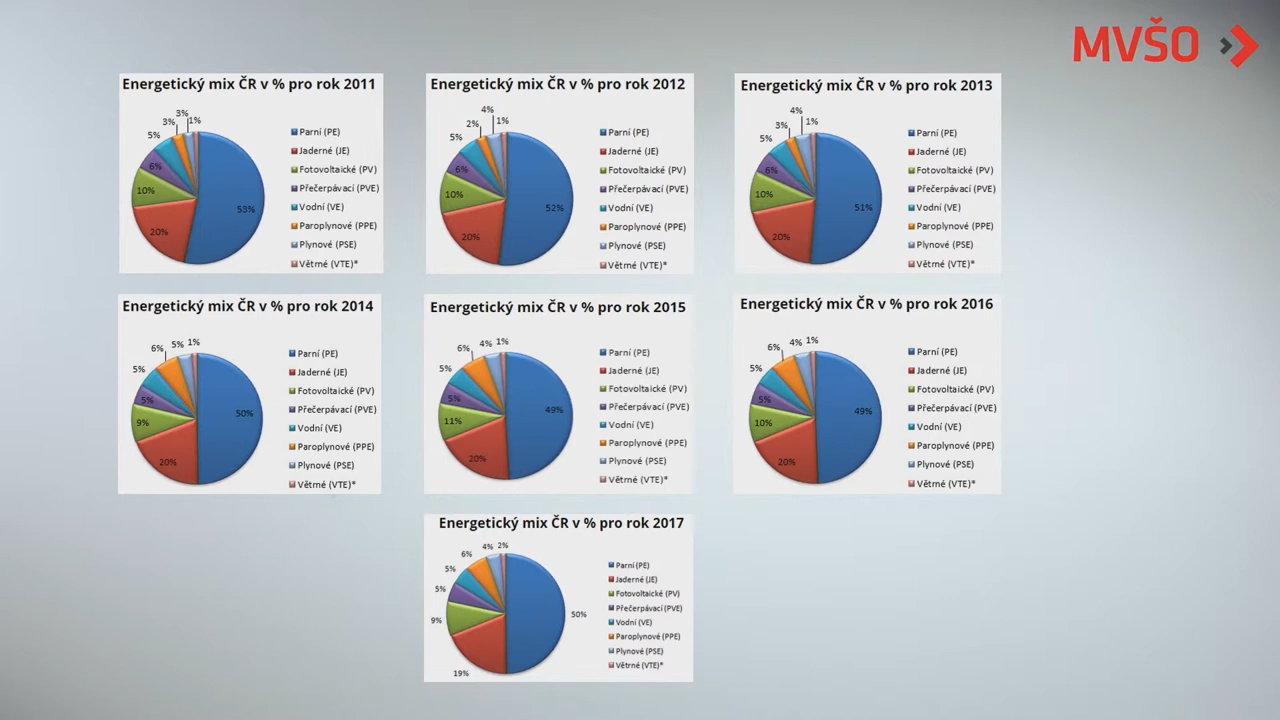 MVŠO
Energetický mix ČR v % pro rok 2011
3%
3%
1%
5%
6%
10%
20%
53%
Parní (PE)
Jaderné (JE)
Fotovoltaické (PV)
Přečerpávací (PVE)
Vodní (VE)
Paroplynové (PPE)
Plynové (PSE)
Větrné (VTE)*
Energetický mix ČR v % pro rok 2012
4%
2%
1%
5%
6%
10%
20%
52%
Parní (PE)
Jaderné (JE)
Fotovoltaické (PV)
Přečerpávací (PVE)
Vodní (VE)
Paroplynové (PPE)
Plynové (PSE)
Větrné (VTE)*
Energetický mix ČR v % pro rok 2013
4%
3%
1%
5%
6%
10%
20%
51%
Parní (PE)
Jaderné (JE)
Fotovoltaické (PV)
Přečerpávací (PVE)
Vodní (VE)
Paroplynové (PPE)
Plynové (PSE)
Větrné (VTE)*
Energetický mix ČR v % pro rok 2014
6%
5%
1%
5%
5%
9%
20%
50%
Parní (PE)
Jaderné (JE)
Fotovoltaické (PV)
Přečerpávací (PVE)
Vodní (VE)
Paroplynové (PPE)
Plynové (PSE)
Větrné (VTE)*
Energetický mix ČR v % pro rok 2015
6%
4%
1%
5%
5%
11%
20%
49%
Parní (PE)
Jaderné (JE)
Fotovoltaické (PV)
Přečerpávací (PVE)
Vodní (VE)
Paroplynové (PPE)
Plynové (PSE)
Větrné (VTE)*
Energetický mix ČR v % pro rok 2016
6%
4%
1%
5%
5%
10%
20%
49%
Parní (PE)
Jaderné (JE)
Fotovoltaické (PV)
Přečerpávací (PVE)
Vodní (VE)
Paroplynové (PPE)
Plynové (PSE)
Větrné (VTE)*
Energetický mix ČR v % pro rok 2017
6%
4%
2%
5%
5%
9%
19%
50%
Parní (PE)
Jaderné (JE)
Fotovoltaické (PV)
Přečerpávací (PVE)
Vodní (VE)
Paroplynové (PPE)
Plynové (PSE)
Větrné (VTE)*